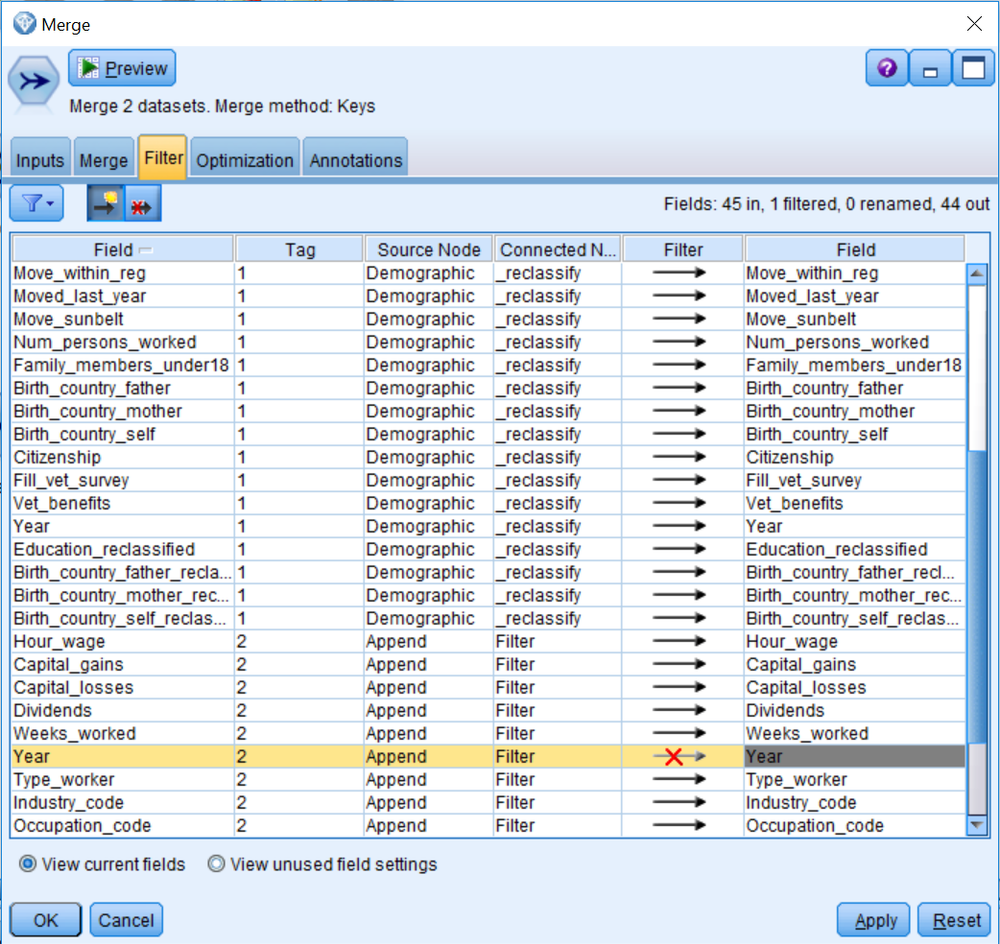 Merge
Preview
Merge 2 datasets. Merge method: Keys
Inputs Merge Filter Optimization Annotations
Fields: 45 in, 1 filtered, 0 renamed, 44 out
Field Tag Source Node Connected N... Filter Field
Move_within_reg 1 Demographic _reclassify Move_within_reg
Moved_last_year 1 Demographic _reclassify Moved_last_year
Move_sunbelt 1 Demographic _reclassify Move_sunbelt
Num_persons_worked 1 Demographic _reclassify Num_persons_worked
Family_members_under18 1 Demographic _reclassify Family_members_under18
Birth_country_father 1 Demographic _reclassify Birth_country_father
Birth_country_mother 1 Demographic _reclassify Birth_country_mother
Birth_country_self 1 Demographic _reclassify Birth_country_self
Citizenship 1 Demographic _reclassify Citizenship
Fill_vet_survey 1 Demographic _reclassify Fill_vet_survey
Vet_benefits 1 Demographic _reclassify Vet_benefits
Year 1 Demographic _reclassify Year
Education_reclassified 1 Demographic _reclassify Education_reclassified
Birth_country_father_recla... 1 Demographic _reclassify Birth_country_father_recl...
Birth_country_mother_rec... 1 Demographic _reclassify Birth_country_mother_rec...
Birth_country_self_reclas... 1 Demographic _reclassify Birth_country_self_reclas...
Hour_wage 2 Append Filter Hour_wage
Capital_gains 2 Append Filter Capital_gains
Capital_losses 2 Append Filter Capital_losses
Dividends 2 Append Filter Dividends
Weeks_worked 2 Append Filter Weeks_worked
Year 2 Append Filter Year
Type_worker 2 Append Filter Type_worker
Industry_code 2 Append Filter Industry_code
Occupation_code 2 Append Filter Occupation_code
View current fields View unused field settings
OK Cancel Apply Reset